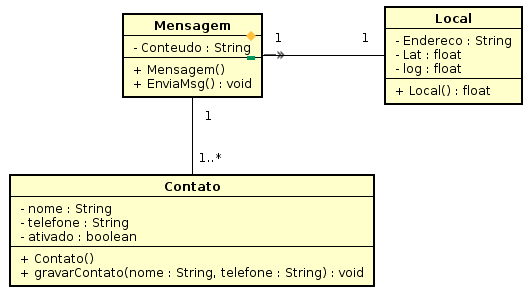 Mensagem
- Conteudo : String
+ Mensagem()
+ EnviaMsg() : void
1
1
Local
- Endereco : String
- Lat : float
- log : float
+ Local() : float
1
1..*
Contato
- nome : String
- telefone : String
- ativado : boolean
+ Contato()
+ gravarContato(nome : String, telefone : String) : void